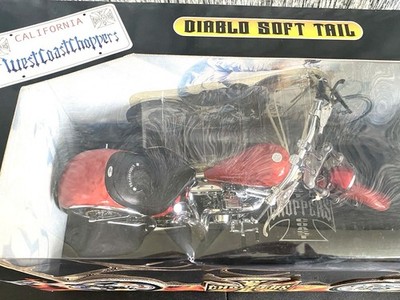 CALIFORNIA
WestCoastChoppers
DIABLO SOFT TAIL
CHOPPERS